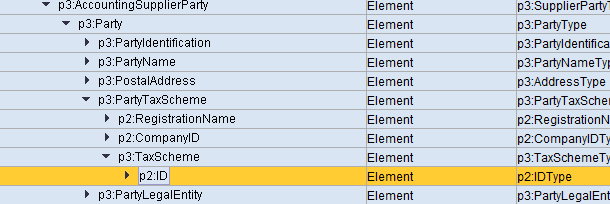 p3:AccountingSupplierParty Element p3:SupplierPartyT
p3:Party Element p3:PartyType
p3:PartyIdentification Element p3:PartyIdentifica
p3:PartyName Element p3:PartyNameTyp
p3:PostalAddress Element p3:AddressType
p3:PartyTaxScheme Element p3:PartyTaxSchem
p2:RegistrationName Element p2:RegistrationN
p2:CompanyID Element p2:CompanyIDTy
p3:TaxScheme Element p3:TaxSchemeTy
p2:ID Element p2:IDType
p3:PartyLegalEntity Element p3:PartyLegalEnt